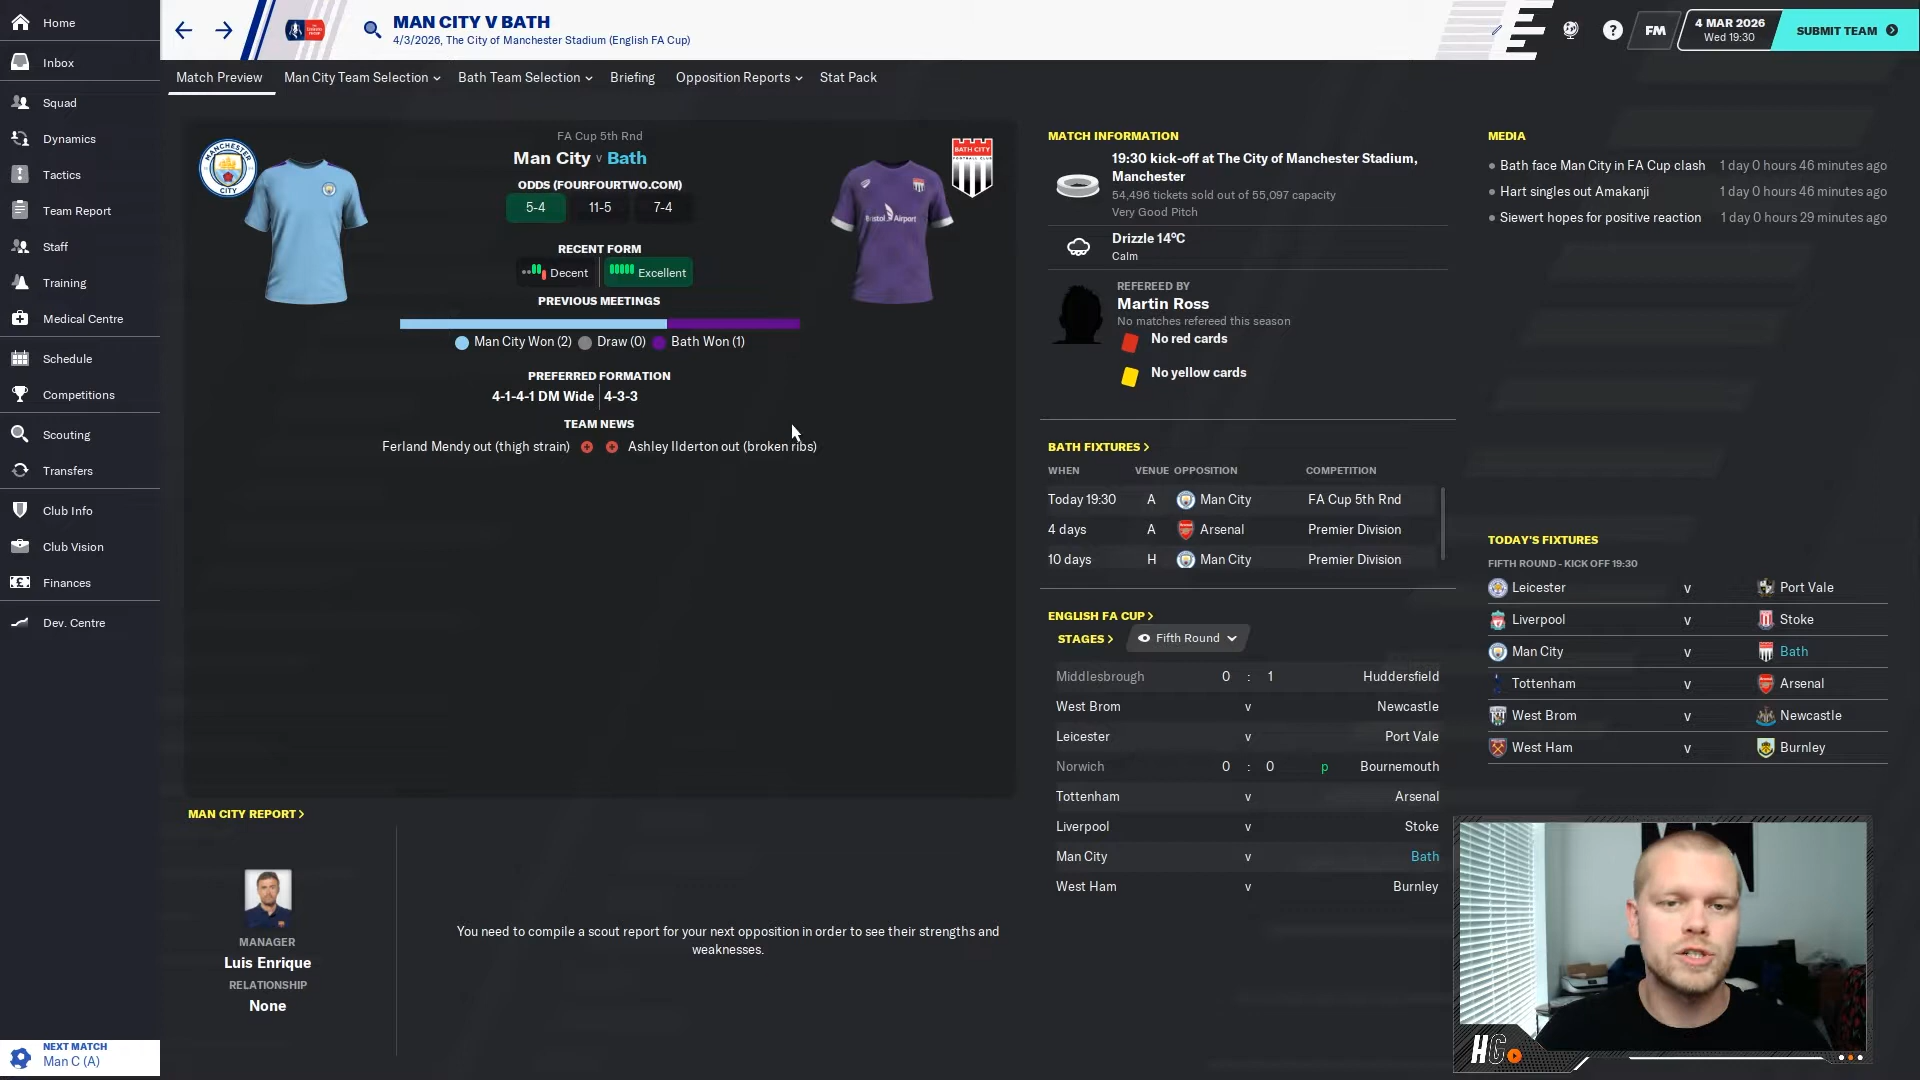 Home
Inbox
Squad
Dynamics
Tactics
Team Report
Staff
Training
Medical Centre
Schedule
Competitions
Scouting
Transfers
Club Info
Club Vision
Finances
Dev. Centre
NEXT MATCH
Man C (A)
MAN CITY V BATH
4/3/2026, The City of Manchester Stadium (English FA Cup)
FM
4 MAR 2026
Wed 19:30
SUBMIT TEAM
Match Preview Man City Team Selection Bath Team Selection Briefing Opposition Reports Stat Pack
FA Cup 5th Rnd
Man City v Bath
ODDS (FOURFOURTWO.COM)
5-4 11-5 7-4
RECENT FORM
Decent Excellent
PREVIOUS MEETINGS
Man City Won (2) Draw (0) Bath Won (1)
PREFERRED FORMATION
4-1-4-1 DM Wide 4-3-3
TEAM NEWS
Ferland Mendy out (thigh strain) Ashley Ilderton out (broken ribs)
MANCHESTER
CITY
BATH CITY
FOOTBALL CLUB
Bristol Airport
MAN CITY REPORT >
MANAGER
Luis Enrique
RELATIONSHIP
None
You need to compile a scout report for your next opposition in order to see their strengths and
weaknesses.
MATCH INFORMATION
19:30 kick-off at The City of Manchester Stadium,
Manchester
54,496 tickets sold out of 55,097 capacity
Very Good Pitch
Drizzle 14°C
Calm
REFEREED BY
Martin Ross
No matches refereed this season
No red cards
No yellow cards
BATH FIXTURES >
WHEN VENUE OPPOSITION COMPETITION
Today 19:30 A Man City FA Cup 5th Rnd
4 days A Arsenal Premier Division
10 days H Man City Premier Division
ENGLISH FA CUP >
STAGES > Fifth Round
Middlesbrough 0 : 1 Huddersfield
West Brom v Newcastle
Leicester v Port Vale
Norwich 0 : 0 p Bournemouth
Tottenham v Arsenal
Liverpool v Stoke
Man City v Bath
West Ham v Burnley
MEDIA
Bath face Man City in FA Cup clash 1 day 0 hours 46 minutes ago
Hart singles out Amakanji 1 day 0 hours 46 minutes ago
Siewert hopes for positive reaction 1 day 0 hours 29 minutes ago
TODAY'S FIXTURES
FIFTH ROUND - KICK OFF 19:30
Leicester v Port Vale
Liverpool v Stoke
Man City v Bath
Tottenham v Arsenal
West Brom v Newcastle
West Ham v Burnley
HG